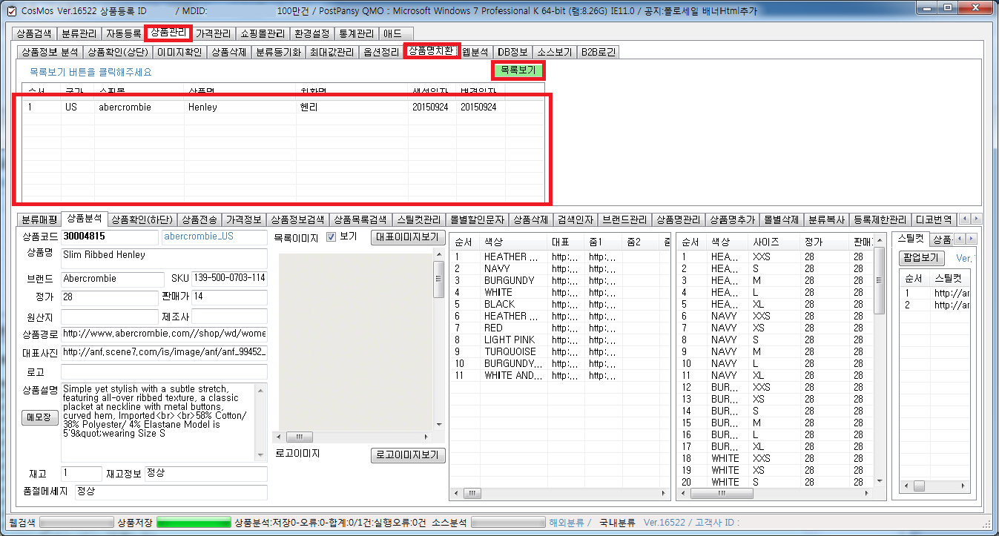 CosMos Ver.16522 상품등록 ID / MDID: 100만건 / PostPansy QMO :: Microsoft Windows 7 Professional K 64-bit (램:8.26G) IE11.0 / 공지:폴로세일 배너Html추가
상품검색 분류관리 자동등록 상품관리 가격관리 쇼핑몰관리 환경설정 통계관리 애드
상품정보 분석 상품확인(상단) 이미지확인 상품삭제 분류동기화 최대값관리 옵션정리 상품명치환 웹분석 DB정보 소스보기 B2B로긴
목록보기 버튼을 클릭해주세요 목록보기
순서 국가 쇼핑몰 상품명 치환명 생성일자 변경일자
1 US abercrombie Henley 헨리 20150924 20150924
분류매핑 상품분석 상품확인(하단) 상품전송 가격정보 상품정보검색 상품목록검색 스틸컷관리 몰별할인문자 상품삭제 검색인자 브랜드관리 상품명관리 상품명추가 몰별삭제 분류복사 등록제한관리 디코번역
상품코드 30004815 abercrombie_US
상품명 Slim Ribbed Henley
브랜드 Abercrombie SKU 139-500-0703-114
정가 28 판매가 14
원산지 제조사
상품경로 http://www.abercrombie.com//shop/wd/wome
대표사진 http://anf.scene7.com/is/image/anf/anf_99452_
로고
상품설명 Simple yet stylish with a subtle stretch,
featuring all-over ribbed texture, a classic
placket at neckline with metal buttons,
curved hem, Imported<br><br>58% Cotton/
38% Polyester/ 4% Elastane Model is
5'9&quot;wearing Size S
메모장
재고 1 재고정보 정상
품절메세지 정상
목록이미지 보기 대표이미지보기
로고이미지 로고이미지보기
순서 색상 대표 줌1 줌2 줌
1 HEATHER ... http:... http:...
2 NAVY http:... http:...
3 BURGUNDY http:... http:...
4 WHITE http:... http:...
5 BLACK http:... http:...
6 HEATHER ... http:... http:...
7 RED http:... http:...
8 LIGHT PINK http:... http:...
9 TURQUOISE http:... http:...
10 BURGUNDY... http:... http:...
11 WHITE AND... http:... http:...
순서 색상 사이즈 정가 판매
1 HEA... XXS 28 28
2 HEA... S 28 28
3 HEA... M 28 28
4 HEA... L 28 28
5 HEA... XL 28 28
6 NAVY XXS 28 28
7 NAVY XS 28 28
8 NAVY S 28 28
9 NAVY M 28 28
10 NAVY L 28 28
11 NAVY XL 28 28
12 BUR... XXS 28 28
13 BUR... XS 28 28
14 BUR... S 28 28
15 BUR... M 28 28
16 BUR... L 28 28
17 BUR... XL 28 28
18 WHITE XXS 28 28
19 WHITE XS 28 28
20 WHITE S 28 28
스틸컷 상품
팝업보기 Ver.
순서 스틸컷
1 http://ar
2 http://ar
웹검색 상품저장 상품분석:저장0-오류:0-합계:0/1건:실행오류:0건 소스분석 해외분류 / 국내분류 Ver.16522 / 고객사 ID :